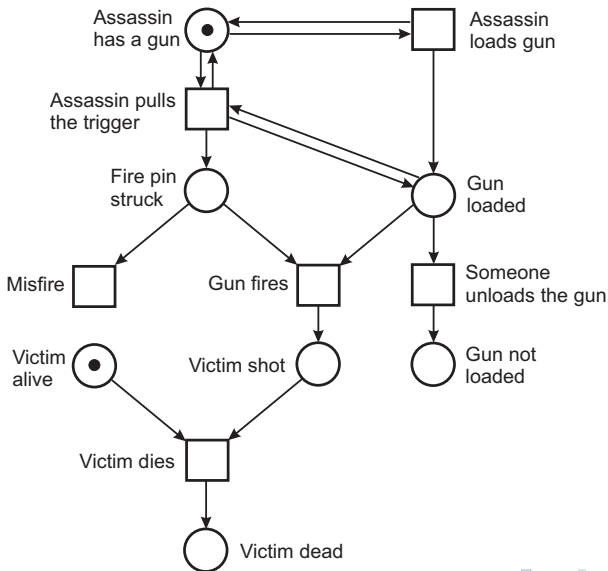 Assassin
has a gun
Assassin
loads gun
Assassin pulls
the trigger
Fire pin
struck
Gun
loaded
Misfire
Gun fires
Someone
unloads the gun
Victim
alive
Victim shot
Gun not
loaded
Victim dies
Victim dead